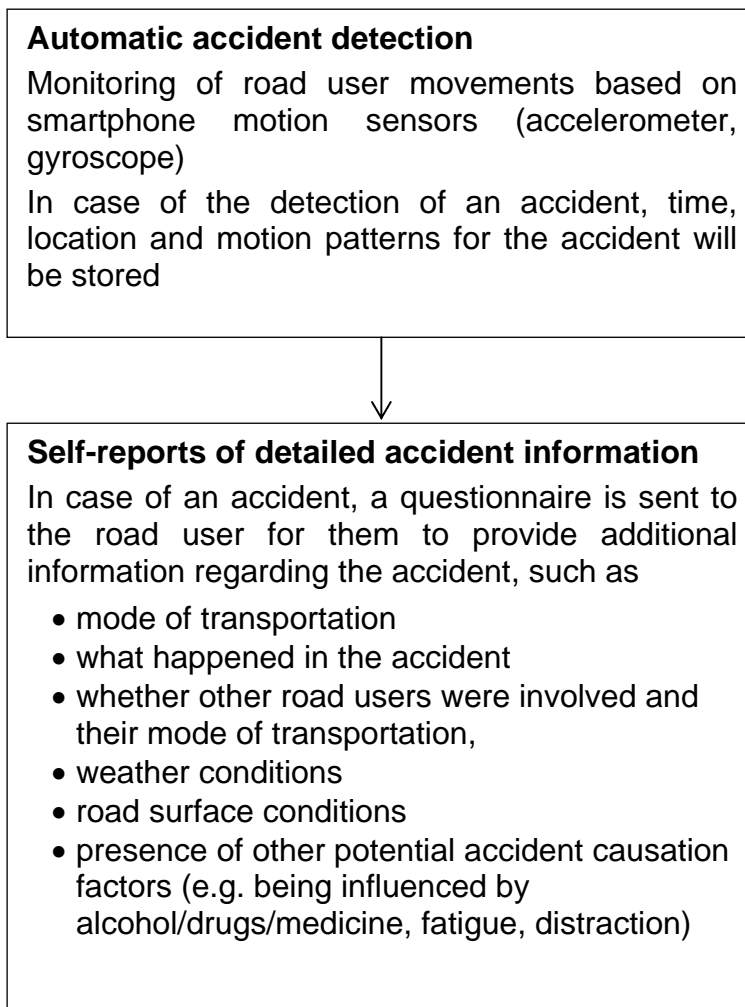 Automatic accident detection
Monitoring of road user movements based on
smartphone motion sensors (accelerometer,
gyroscope)
In case of the detection of an accident, time,
location and motion patterns for the accident will
be stored
Self-reports of detailed accident information
In case of an accident, a questionnaire is sent to
the road user for them to provide additional
information regarding the accident, such as
• mode of transportation
• what happened in the accident
• whether other road users were involved and
their mode of transportation,
• weather conditions
• road surface conditions
• presence of other potential accident causation
factors (e.g. being influenced by
alcohol/drugs/medicine, fatigue, distraction)